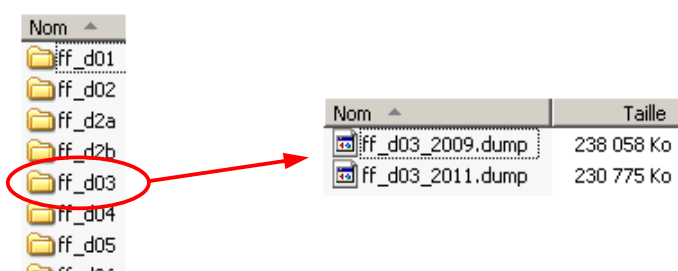 Nom
ff_d01
ff_d02
ff_d2a
ff_d2b
ff_d03
ff_d04
ff_d05
Nom Taille
ff_d03_2009.dump 238 058 Ko
ff_d03_2011.dump 230 775 Ko